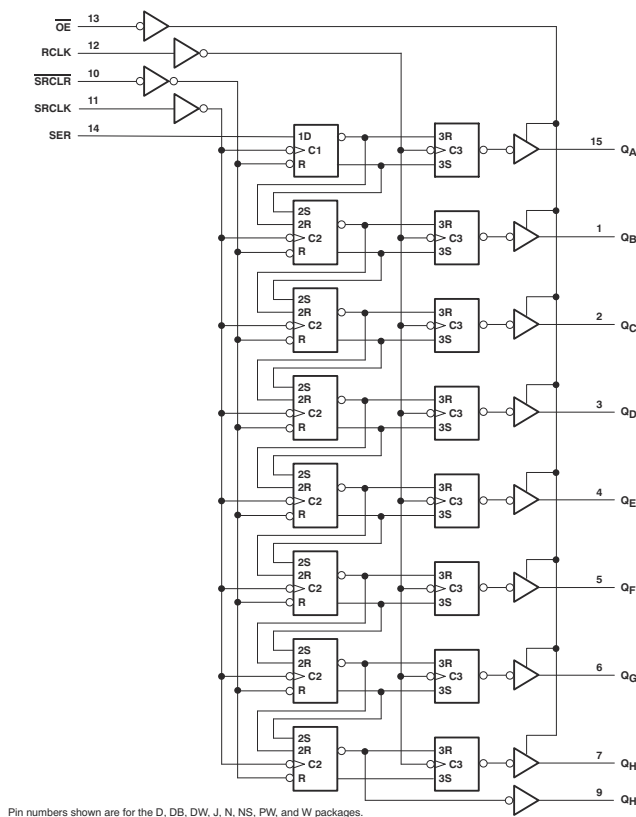 OE 13
RCLK 12
SRCLR 10
SRCLK 11
SER 14
1D 3R
C1 C3 15 QA
R 3S
2S
2R 3R
C2 C3 1 QB
R 3S
2S
2R 3R
C2 C3 2 QC
R 3S
2S
2R 3R
C2 C3 3 QD
R 3S
2S
2R 3R
C2 C3 4 QE
R 3S
2S
2R 3R
C2 C3 5 QF
R 3S
2S
2R 3R
C2 C3 6 QG
R 3S
2S
2R 3R
C2 C3 7 QH
R 3S
9 QH
Pin numbers shown are for the D, DB, DW, J, N, NS, PW, and W packages.